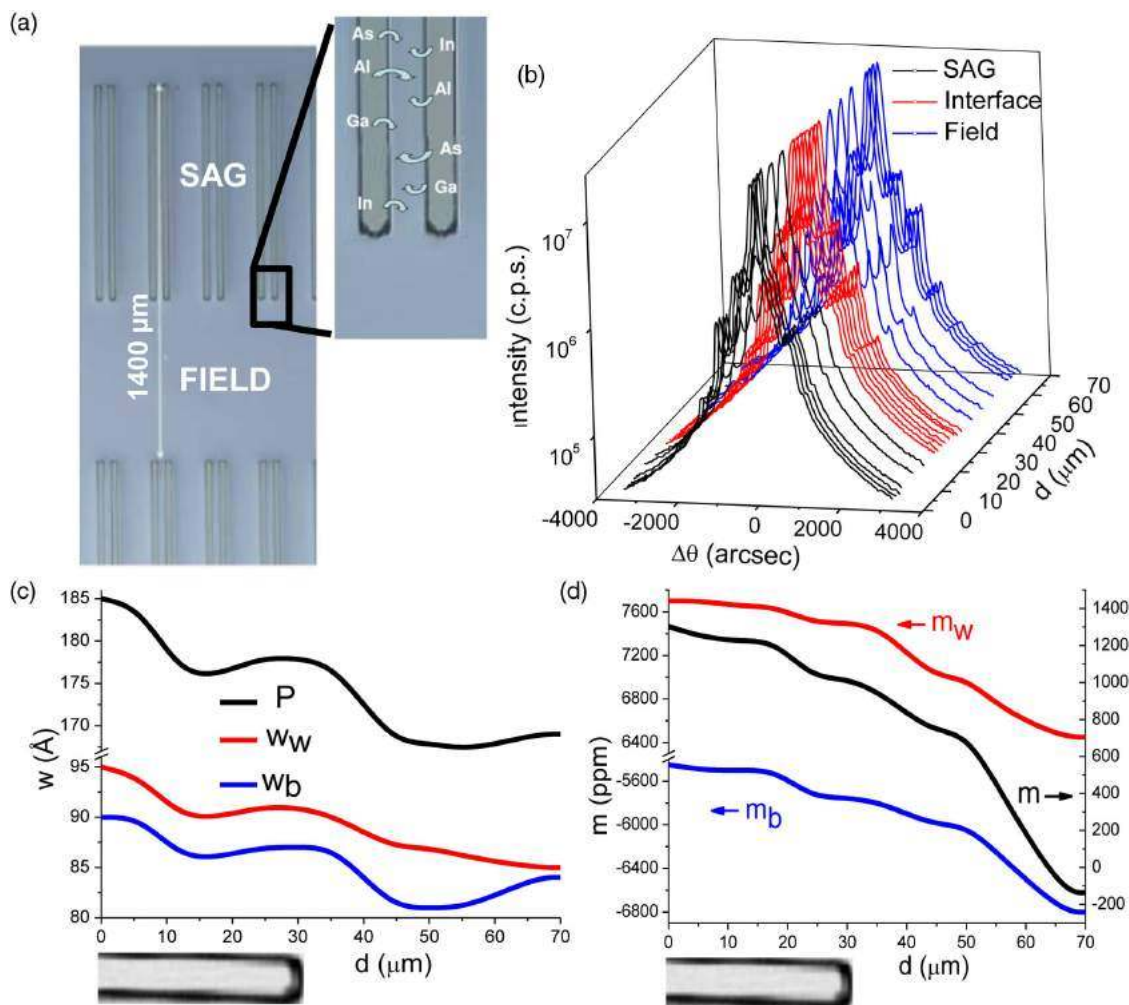 (a)
SAG
1400 μm
FIELD
As
In
Al
Al
Ga
As
Ga
In
(b)
SAG
Interface
Field
intensity (c.p.s.)
10⁷
10⁶
10⁵
-4000
-2000
0
2000
4000
Δθ (arcsec)
0
10
20
30
40
50
60
70
d (μm)
(c)
185
180
175
170
95
90
85
80
w (Å)
P
w_w
w_b
0 10 20 30 40 50 60 70
d (μm)
(d)
7600
7200
6800
6400
-5600
-6000
-6400
-6800
m (ppm)
m_w
m
m_b
1400
1200
1000
800
600
400
200
0
-200
0 10 20 30 40 50 60 70
d (μm)